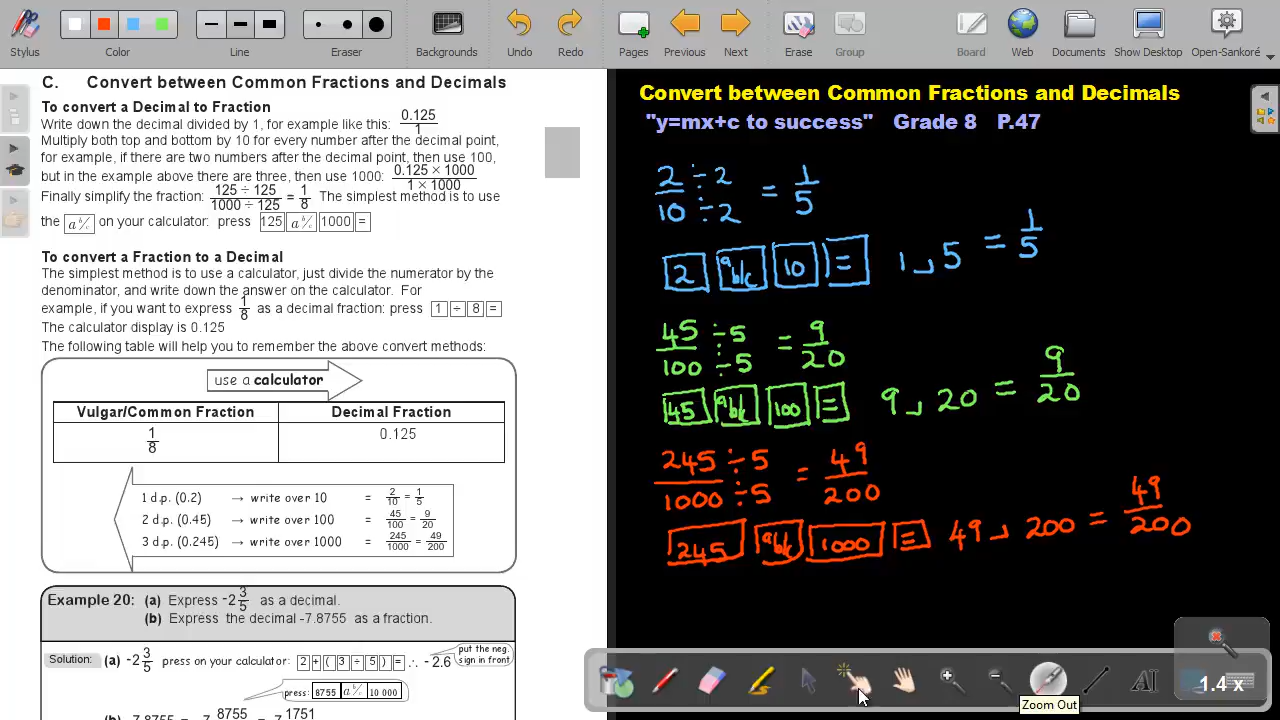 Stylus Color Line Eraser Backgrounds Undo Redo Pages Previous Next Erase Group Board Web Documents Show Desktop Open-Sankoré
C. Convert between Common Fractions and Decimals
To convert a Decimal to Fraction
Write down the decimal divided by 1, for example like this: 0.125/1
Multiply both top and bottom by 10 for every number after the decimal point,
for example, if there are two numbers after the decimal point, then use 100,
but in the example above there are three, then use 1000: 0.125 × 1000 / 1 × 1000
Finally simplify the fraction: 125 ÷ 125 / 1000 ÷ 125 = 1/8 The simplest method is to use
the a b/c on your calculator: press 125 a b/c 1000 =
To convert a Fraction to a Decimal
The simplest method is to use a calculator, just divide the numerator by the
denominator, and write down the answer on the calculator. For
example, if you want to express 1/8 as a decimal fraction: press 1 ÷ 8 =
The calculator display is 0.125
The following table will help you to remember the above convert methods:
use a calculator
Vulgar/Common Fraction Decimal Fraction
1/8 0.125
1 d.p. (0.2) → write over 10 = 2/10 = 1/5
2 d.p. (0.45) → write over 100 = 45/100 = 9/20
3 d.p. (0.245) → write over 1000 = 245/1000 = 49/200
Example 20: (a) Express -2 3/5 as a decimal.
(b) Express the decimal -7.8755 as a fraction.
Solution: (a) -2 3/5 press on your calculator: 2 + ( 3 ÷ 5 ) = ∴ -2.6
put the neg.
sign in front
press: 8755 a b/c 10 000
8755 1751
Convert between Common Fractions and Decimals
"y=mx+c to success" Grade 8 P.47
2/10 ÷2/÷2 = 1/5
2 a b/c 10 = 1⌟5 = 1/5
45/100 ÷5/÷5 = 9/20
45 a b/c 100 = 9⌟20 = 9/20
245/1000 ÷5/÷5 = 49/200
245 a b/c 1000 = 49⌟200 = 49/200
1.4 x
Zoom Out